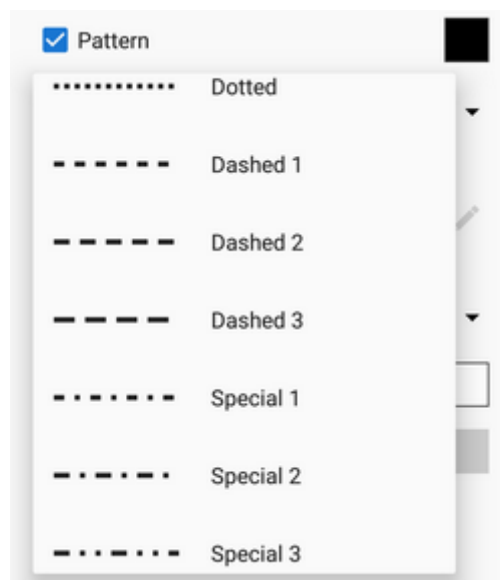 Pattern
Dotted
Dashed 1
Dashed 2
Dashed 3
Special 1
Special 2
Special 3